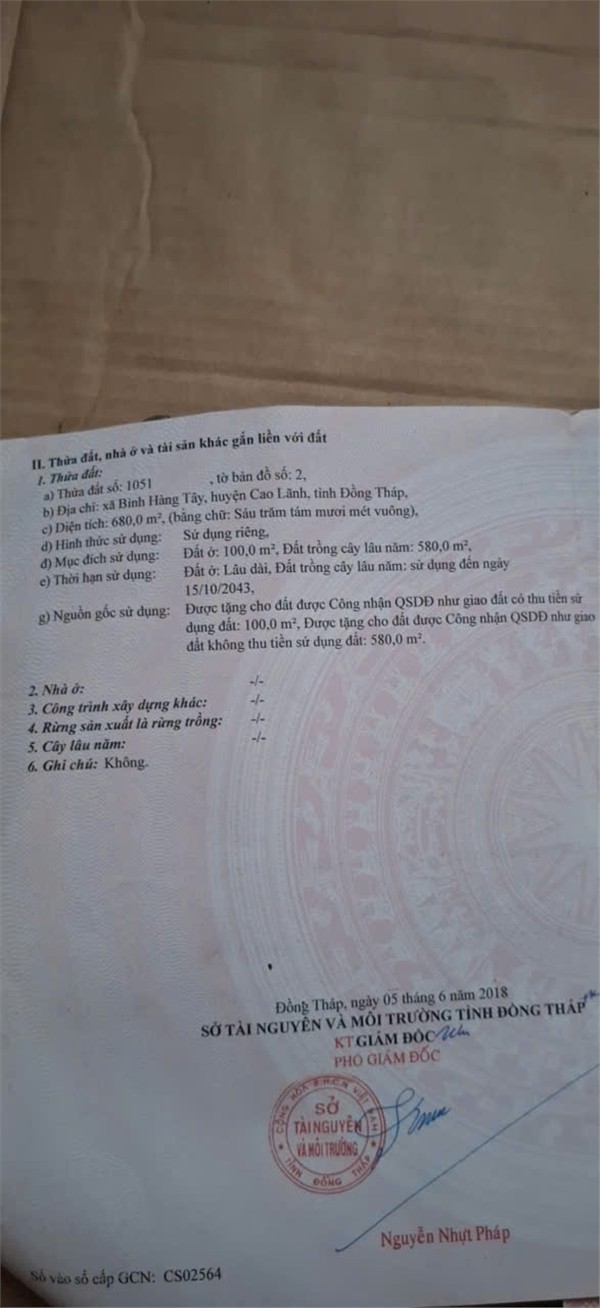 II. Thửa đất, nhà ở và tài sản khác gắn liền với đất
1. Thửa đất:
a) Thửa đất số: 1051 , tờ bản đồ số: 2,
b) Địa chỉ: xã Bình Hàng Tây, huyện Cao Lãnh, tỉnh Đồng Tháp,
c) Diện tích: 680,0 m², (bằng chữ: Sáu trăm tám mươi mét vuông),
d) Hình thức sử dụng: Sử dụng riêng,
đ) Mục đích sử dụng: Đất ở: 100,0 m², Đất trồng cây lâu năm: 580,0 m²,
e) Thời hạn sử dụng: Đất ở: Lâu dài, Đất trồng cây lâu năm: sử dụng đến ngày
15/10/2043,
g) Nguồn gốc sử dụng: Được tặng cho đất được Công nhận QSDĐ như giao đất có thu tiền sử
dụng đất: 100,0 m², Được tặng cho đất được Công nhận QSDĐ như giao
đất không thu tiền sử dụng đất: 580,0 m².
2. Nhà ở: -/-
3. Công trình xây dựng khác: -/-
4. Rừng sản xuất là rừng trồng: -/-
5. Cây lâu năm: -/-
6. Ghi chú: Không.
Đồng Tháp, ngày 05 tháng 6 năm 2018
SỞ TÀI NGUYÊN VÀ MÔI TRƯỜNG TỈNH ĐỒNG THÁP
KT GIÁM ĐỐC
PHÓ GIÁM ĐỐC
CỘNG HÒA X.H.C.N VIỆT NAM
SỞ
TÀI NGUYÊN
VÀ MÔI TRƯỜNG
TỈNH ĐỒNG THÁP
Nguyễn Nhựt Pháp
Số vào sổ cấp GCN: CS02564